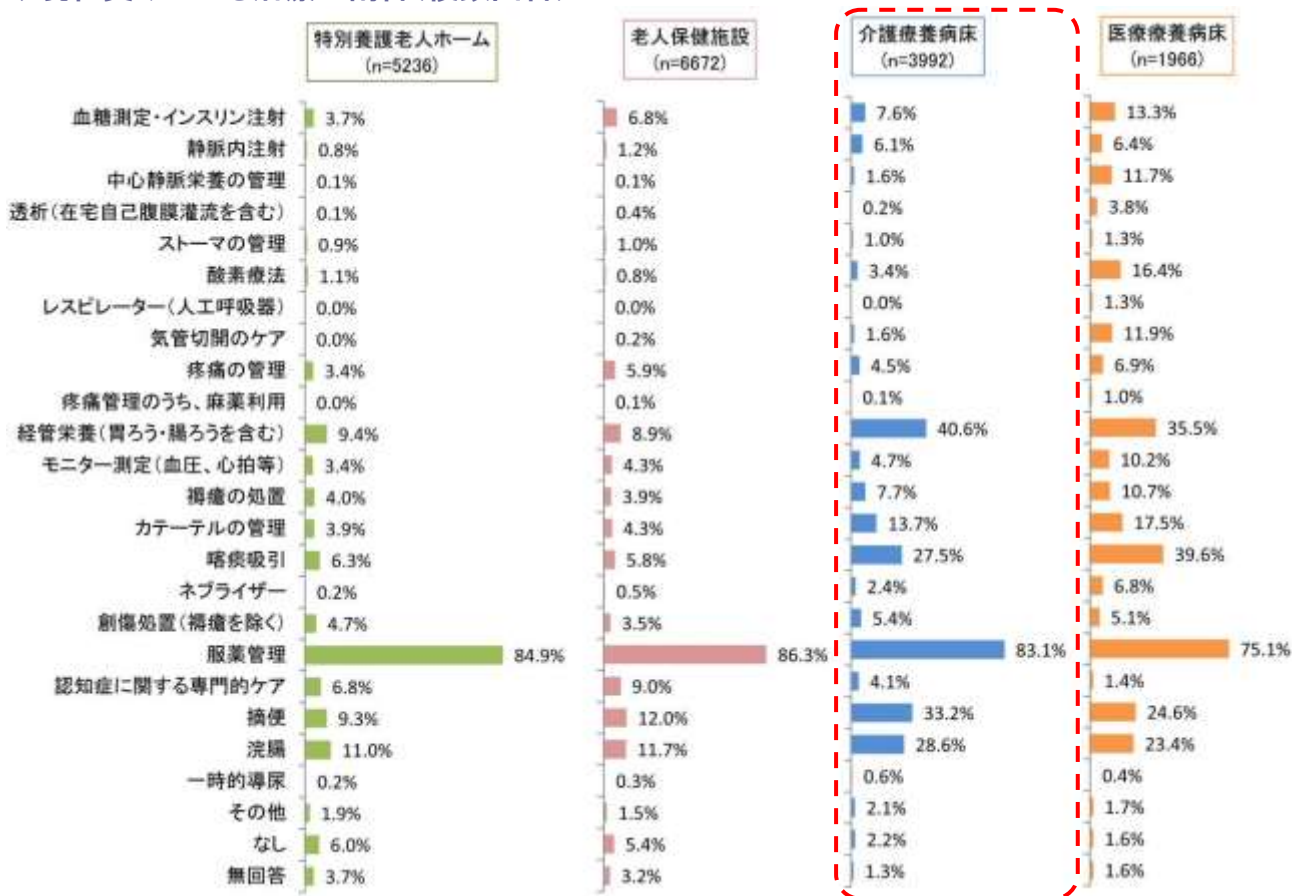 特別養護老人ホーム 老人保健施設 介護療養病床 医療療養病床
(n=5236) (n=6672) (n=3992) (n=1966)
血糖測定・インスリン注射 3.7% 6.8% 7.6% 13.3%
静脈内注射 0.8% 1.2% 6.1% 6.4%
中心静脈栄養の管理 0.1% 0.1% 1.6% 11.7%
透析(在宅自己腹膜灌流を含む) 0.1% 0.4% 0.2% 3.8%
ストーマの管理 0.9% 1.0% 1.0% 1.3%
酸素療法 1.1% 0.8% 3.4% 16.4%
レスピレーター(人工呼吸器) 0.0% 0.0% 0.0% 1.3%
気管切開のケア 0.0% 0.2% 1.6% 11.9%
疼痛の管理 3.4% 5.9% 4.5% 6.9%
疼痛管理のうち、麻薬利用 0.0% 0.1% 0.1% 1.0%
経管栄養(胃ろう・腸ろうを含む) 9.4% 8.9% 40.6% 35.5%
モニター測定(血圧、心拍等) 3.4% 4.3% 4.7% 10.2%
褥瘡の処置 4.0% 3.9% 7.7% 10.7%
カテーテルの管理 3.9% 4.3% 13.7% 17.5%
喀痰吸引 6.3% 5.8% 27.5% 39.6%
ネブライザー 0.2% 0.5% 2.4% 6.8%
創傷処置(褥瘡を除く) 4.7% 3.5% 5.4% 5.1%
服薬管理 84.9% 86.3% 83.1% 75.1%
認知症に関する専門的ケア 6.8% 9.0% 4.1% 1.4%
摘便 9.3% 12.0% 33.2% 24.6%
浣腸 11.0% 11.7% 28.6% 23.4%
一時的導尿 0.2% 0.3% 0.6% 0.4%
その他 1.9% 1.5% 2.1% 1.7%
なし 6.0% 5.4% 2.2% 1.6%
無回答 3.7% 3.2% 1.3% 1.6%